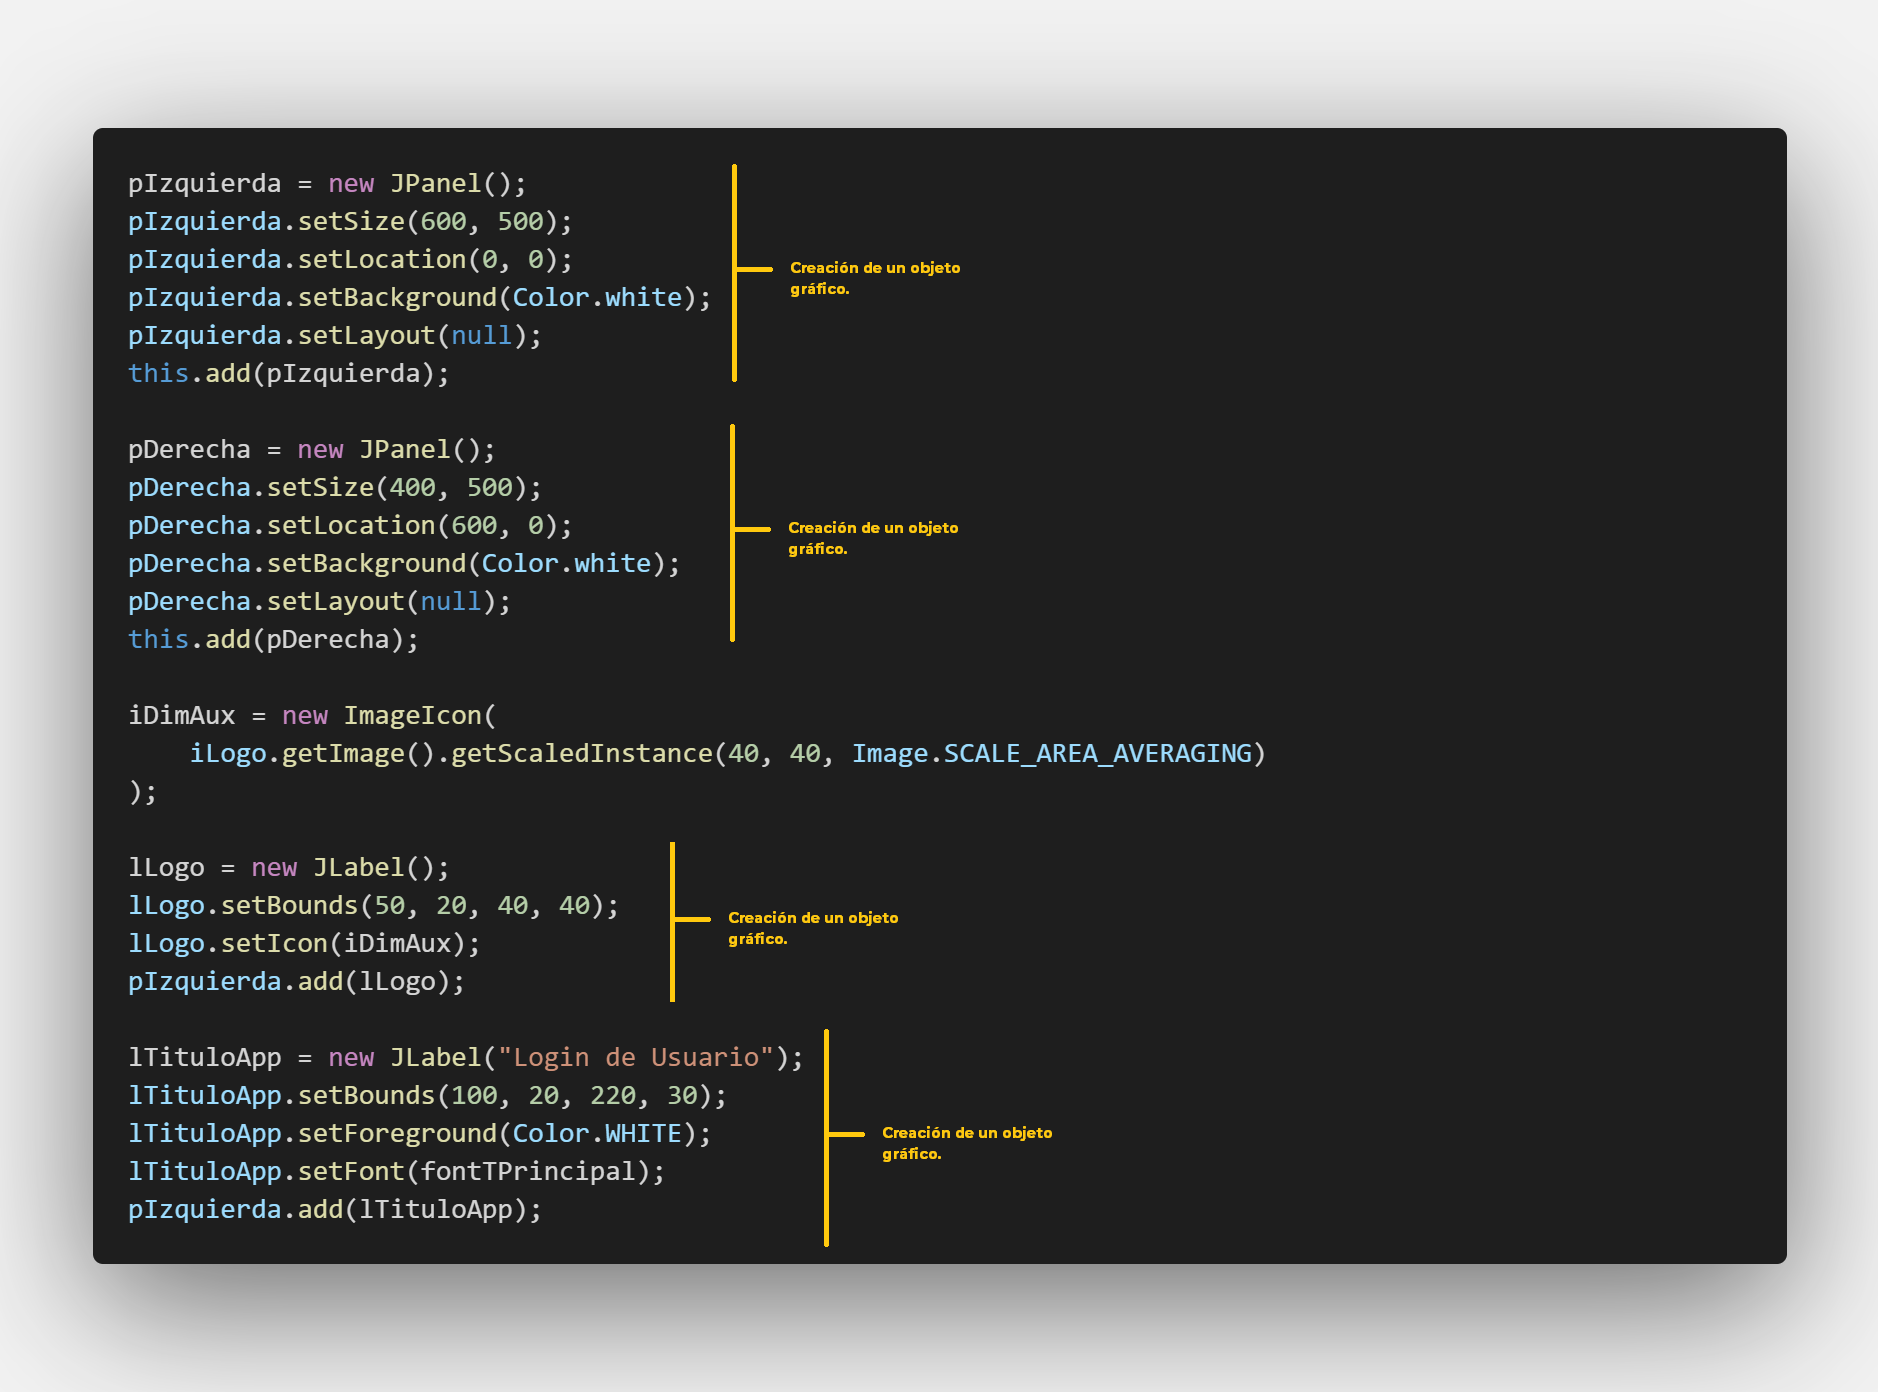 pIzquierda = new JPanel();
pIzquierda.setSize(600, 500);
pIzquierda.setLocation(0, 0);
pIzquierda.setBackground(Color.white);
pIzquierda.setLayout(null);
this.add(pIzquierda);
Creación de un objeto
gráfico.
pDerecha = new JPanel();
pDerecha.setSize(400, 500);
pDerecha.setLocation(600, 0);
pDerecha.setBackground(Color.white);
pDerecha.setLayout(null);
this.add(pDerecha);
Creación de un objeto
gráfico.
iDimAux = new ImageIcon(
    iLogo.getImage().getScaledInstance(40, 40, Image.SCALE_AREA_AVERAGING)
);
lLogo = new JLabel();
lLogo.setBounds(50, 20, 40, 40);
lLogo.setIcon(iDimAux);
pIzquierda.add(lLogo);
Creación de un objeto
gráfico.
lTituloApp = new JLabel("Login de Usuario");
lTituloApp.setBounds(100, 20, 220, 30);
lTituloApp.setForeground(Color.WHITE);
lTituloApp.setFont(fontTPrincipal);
pIzquierda.add(lTituloApp);
Creación de un objeto
gráfico.